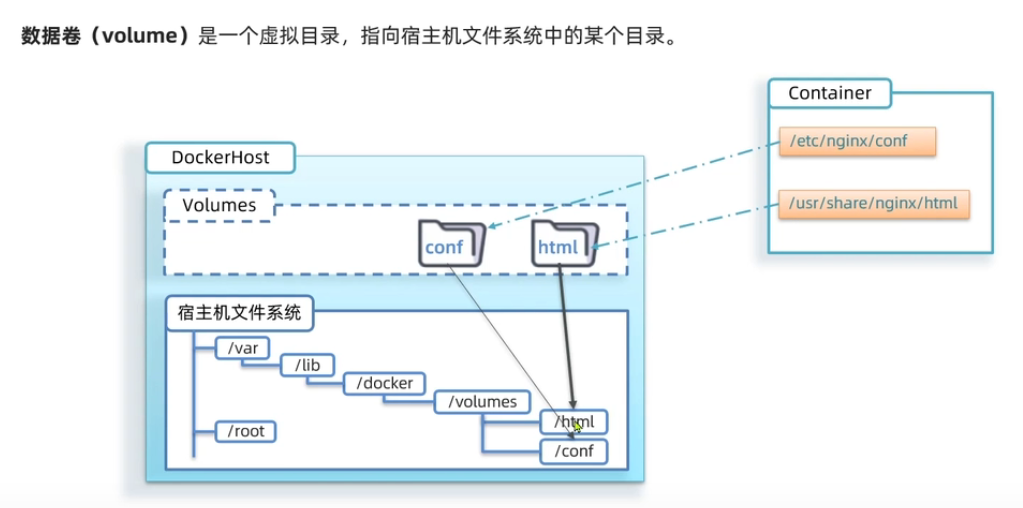 数据卷（volume）是一个虚拟目录，指向宿主机文件系统中的某个目录。
Container
/etc/nginx/conf
/usr/share/nginx/html
DockerHost
Volumes
conf
html
宿主机文件系统
/var
/lib
/docker
/volumes
/html
/root
/conf